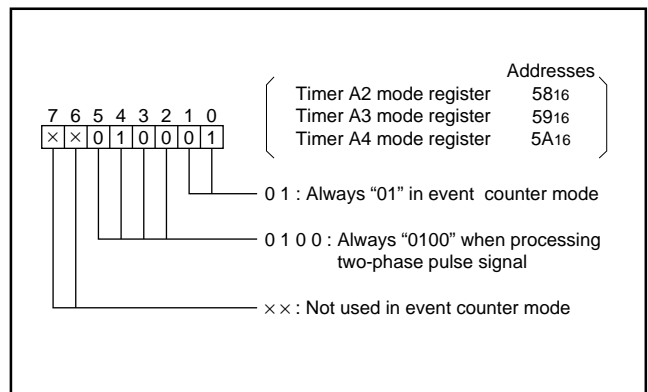 Addresses
Timer A2 mode register 5816
Timer A3 mode register 5916
Timer A4 mode register 5A16
7 6 5 4 3 2 1 0
× × 0 1 0 0 0 1
0 1 : Always “01” in event counter mode
0 1 0 0 : Always “0100” when processing
two-phase pulse signal
× × : Not used in event counter mode